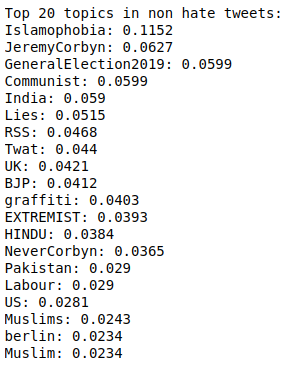 Top 20 topics in non hate tweets:
Islamophobia: 0.1152
JeremyCorbyn: 0.0627
GeneralElection2019: 0.0599
Communist: 0.0599
India: 0.059
Lies: 0.0515
RSS: 0.0468
Twat: 0.044
UK: 0.0421
BJP: 0.0412
graffiti: 0.0403
EXTREMIST: 0.0393
HINDU: 0.0384
NeverCorbyn: 0.0365
Pakistan: 0.029
Labour: 0.029
US: 0.0281
Muslims: 0.0243
berlin: 0.0234
Muslim: 0.0234